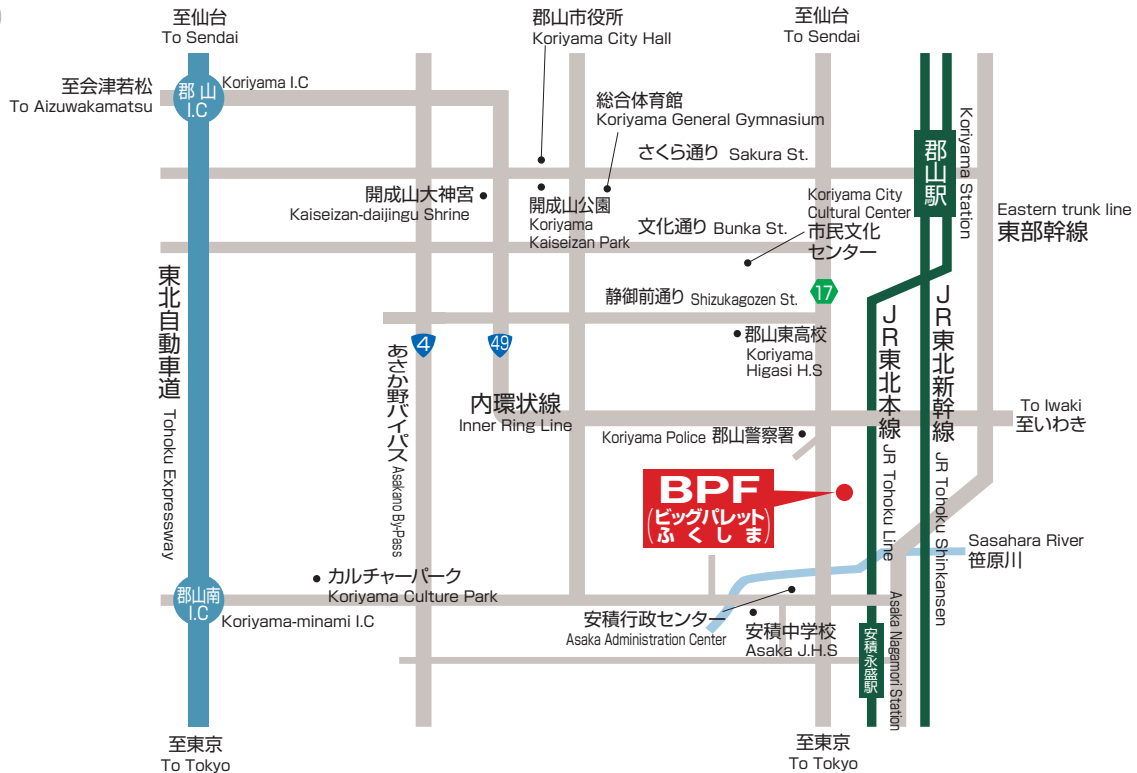 至仙台
To Sendai
郡山市役所
Koriyama City Hall
至仙台
To Sendai
至会津若松
To Aizuwakamatsu
郡山
I.C
Koriyama I.C
総合体育館
Koriyama General Gymnasium
さくら通り Sakura St.
郡山駅
Koriyama Station
開成山大神宮
Kaiseizan-daijingu Shrine
開成山公園
Koriyama
Kaiseizan Park
Koriyama City
Cultural Center
市民文化
センター
文化通り Bunka St.
Eastern trunk line
東部幹線
東北自動車道 Tohoku Expressway
静御前通り Shizukagozen St.
17
4
49
あさか野バイパス Asakano By-Pass
郡山東高校
Koriyama
Higasi H.S
JR東北本線 JR Tohoku Line
JR東北新幹線 JR Tohoku Shinkansen
内環状線
Inner Ring Line
To Iwaki
至いわき
Koriyama Police 郡山警察署
BPF
(ビッグパレット
ふくしま)
Sasahara River
笹原川
カルチャーパーク
Koriyama Culture Park
郡山南
I.C
Koriyama-minami I.C
安積行政センター
Asaka Administration Center
安積中学校
Asaka J.H.S
安積永盛駅
Asaka Nagamori Station
至東京
To Tokyo
至東京
To Tokyo